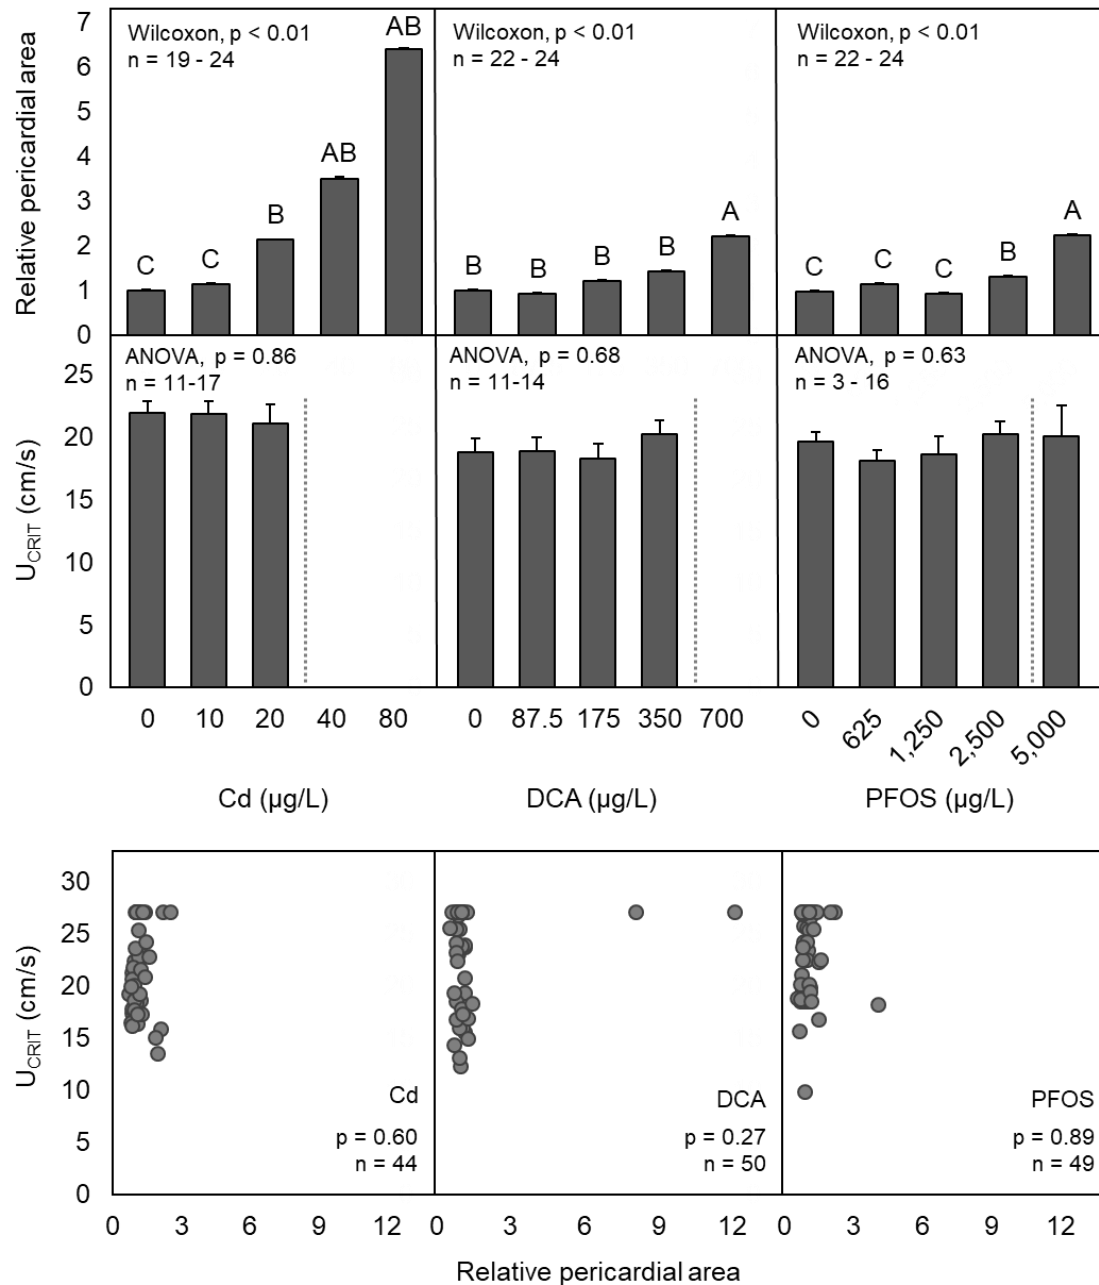 Relative pericardial area
7
6
5
4
3
2
1
0
Wilcoxon, p < 0.01
n = 19 - 24
C
C
B
AB
AB
Wilcoxon, p < 0.01
n = 22 - 24
B
B
B
B
A
Wilcoxon, p < 0.01
n = 22 - 24
C
C
C
B
A
U_CRIT (cm/s)
25
20
15
10
5
0
ANOVA, p = 0.86
n = 11-17
ANOVA, p = 0.68
n = 11-14
ANOVA, p = 0.63
n = 3 - 16
0 10 20 40 80
0 87.5 175 350 700
0 625 1,250 2,500 5,000
Cd (µg/L)
DCA (µg/L)
PFOS (µg/L)
U_CRIT (cm/s)
30
25
20
15
10
5
0
Cd
p = 0.60
n = 44
DCA
p = 0.27
n = 50
PFOS
p = 0.89
n = 49
0 3 6 9 12
0 3 6 9 12
0 3 6 9 12
Relative pericardial area